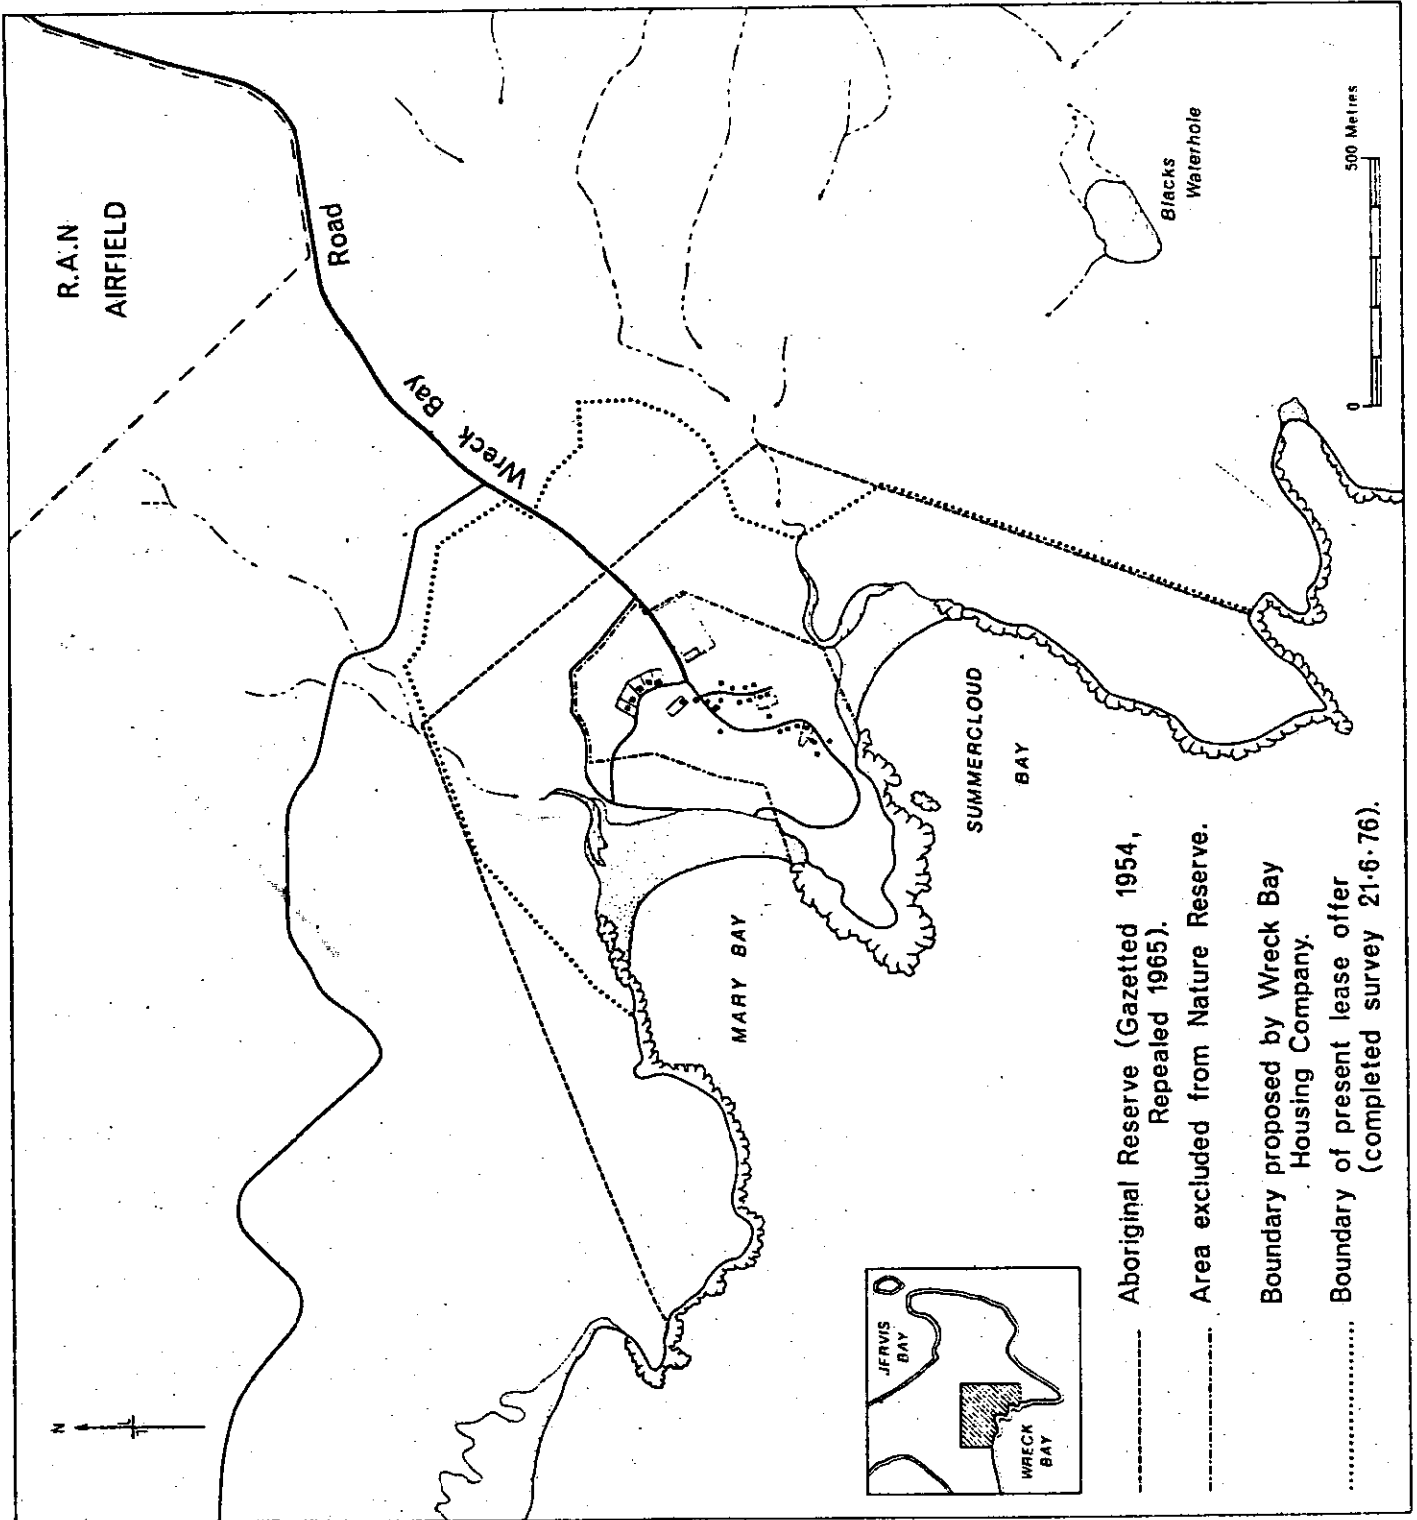 R.A.N
AIRFIELD
Wreck Bay Road
Blacks
Waterhole
0 500 Metres
N
MARY BAY
SUMMERCLOUD
BAY
JERVIS
BAY
WRECK
BAY
Aboriginal Reserve (Gazetted 1954,
Repealed 1965).
Area excluded from Nature Reserve.
Boundary proposed by Wreck Bay
Housing Company.
Boundary of present lease offer
(completed survey 21·6·76).